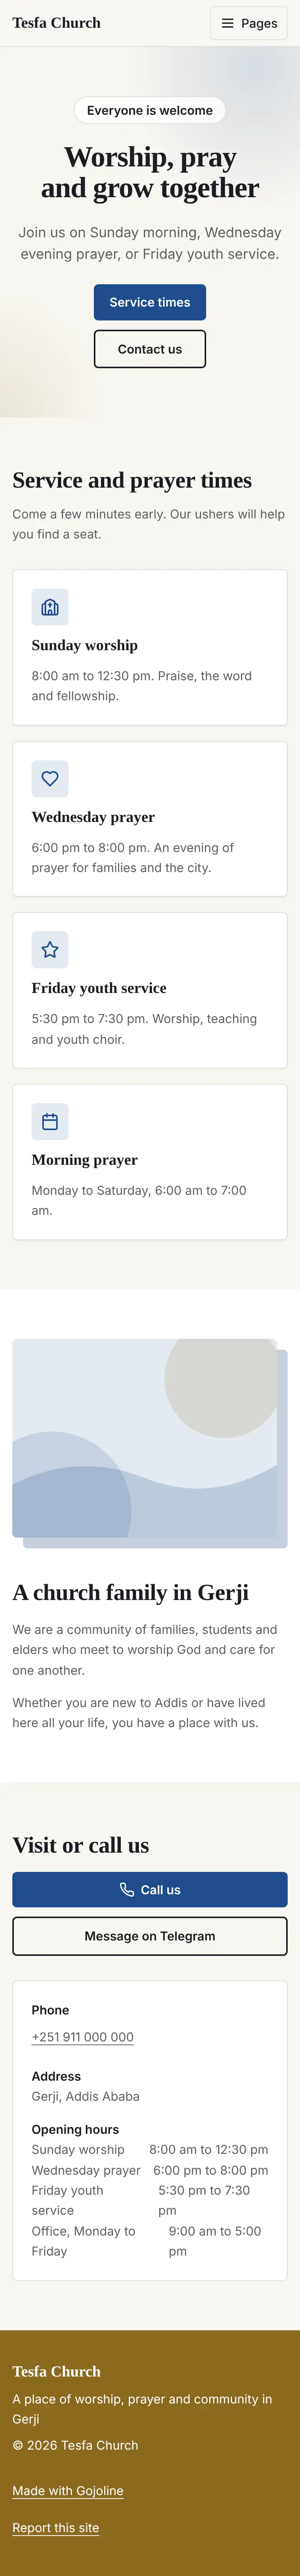 Tesfa Church
Pages
Everyone is welcome
Worship, pray
and grow together
Join us on Sunday morning, Wednesday
evening prayer, or Friday youth service.
Service times
Contact us
Service and prayer times
Come a few minutes early. Our ushers will help
you find a seat.
Sunday worship
8:00 am to 12:30 pm. Praise, the word
and fellowship.
Wednesday prayer
6:00 pm to 8:00 pm. An evening of
prayer for families and the city.
Friday youth service
5:30 pm to 7:30 pm. Worship, teaching
and youth choir.
Morning prayer
Monday to Saturday, 6:00 am to 7:00
am.
A church family in Gerji
We are a community of families, students and
elders who meet to worship God and care for
one another.
Whether you are new to Addis or have lived
here all your life, you have a place with us.
Visit or call us
Call us
Message on Telegram
Phone
+251 911 000 000
Address
Gerji, Addis Ababa
Opening hours
Sunday worship 8:00 am to 12:30 pm
Wednesday prayer 6:00 pm to 8:00 pm
Friday youth 5:30 pm to 7:30
service pm
Office, Monday to 9:00 am to 5:00
Friday pm
Tesfa Church
A place of worship, prayer and community in
Gerji
© 2026 Tesfa Church
Made with Gojoline
Report this site